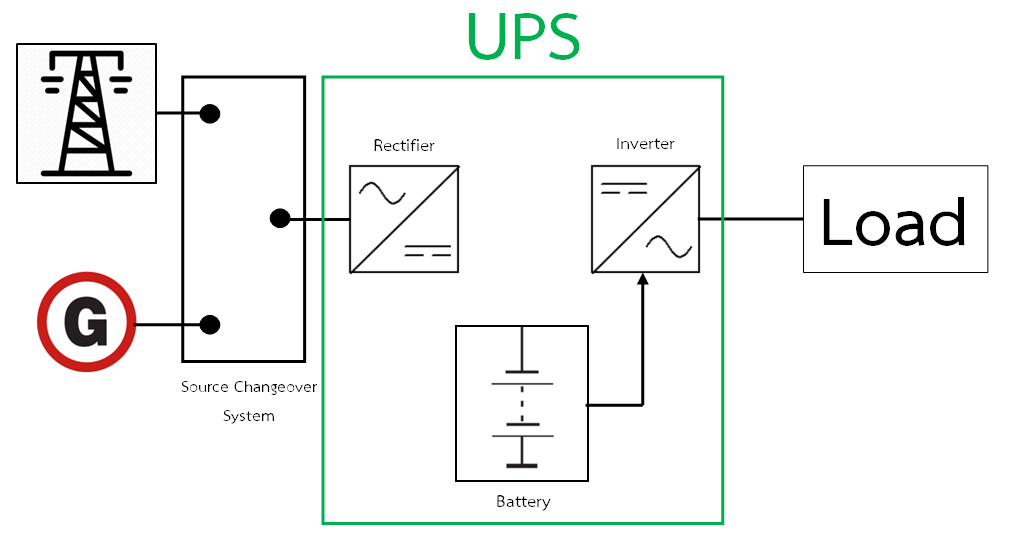 UPS
Rectifier
Inverter
Load
G
Source Changeover
System
Battery